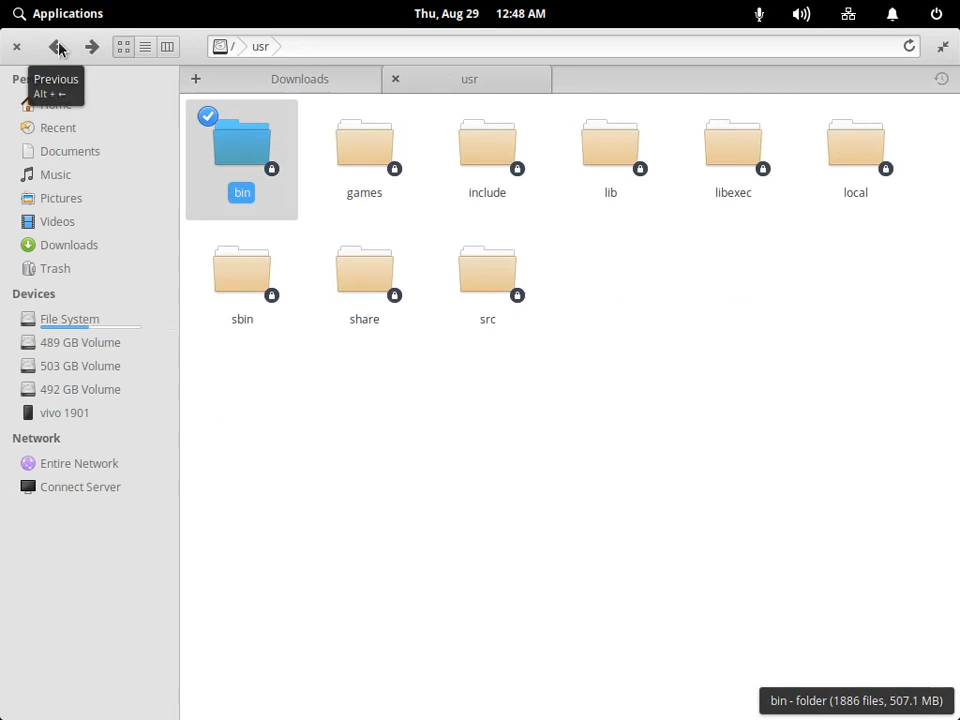 Applications
Thu, Aug 29 12:48 AM
/ usr
Previous
Alt + ←
Downloads
usr
Home
Recent
Documents
Music
Pictures
Videos
Downloads
Trash
Devices
File System
489 GB Volume
503 GB Volume
492 GB Volume
vivo 1901
Network
Entire Network
Connect Server
bin
games
include
lib
libexec
local
sbin
share
src
bin - folder (1886 files, 507.1 MB)